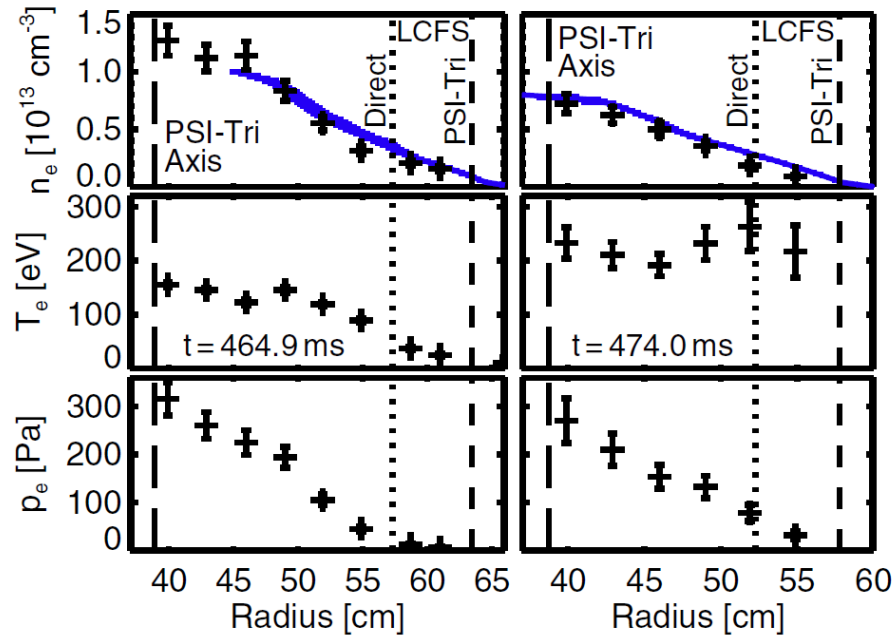 n_e [10^13 cm^-3]
1.5
1.0
0.5
0.0
PSI-Tri
Axis
Direct
LCFS
PSI-Tri
PSI-Tri
Axis
Direct
LCFS
PSI-Tri
T_e [eV]
300
200
100
0
t = 464.9 ms
t = 474.0 ms
p_e [Pa]
300
200
100
0
40 45 50 55 60 65
40 45 50 55 60
Radius [cm]
Radius [cm]